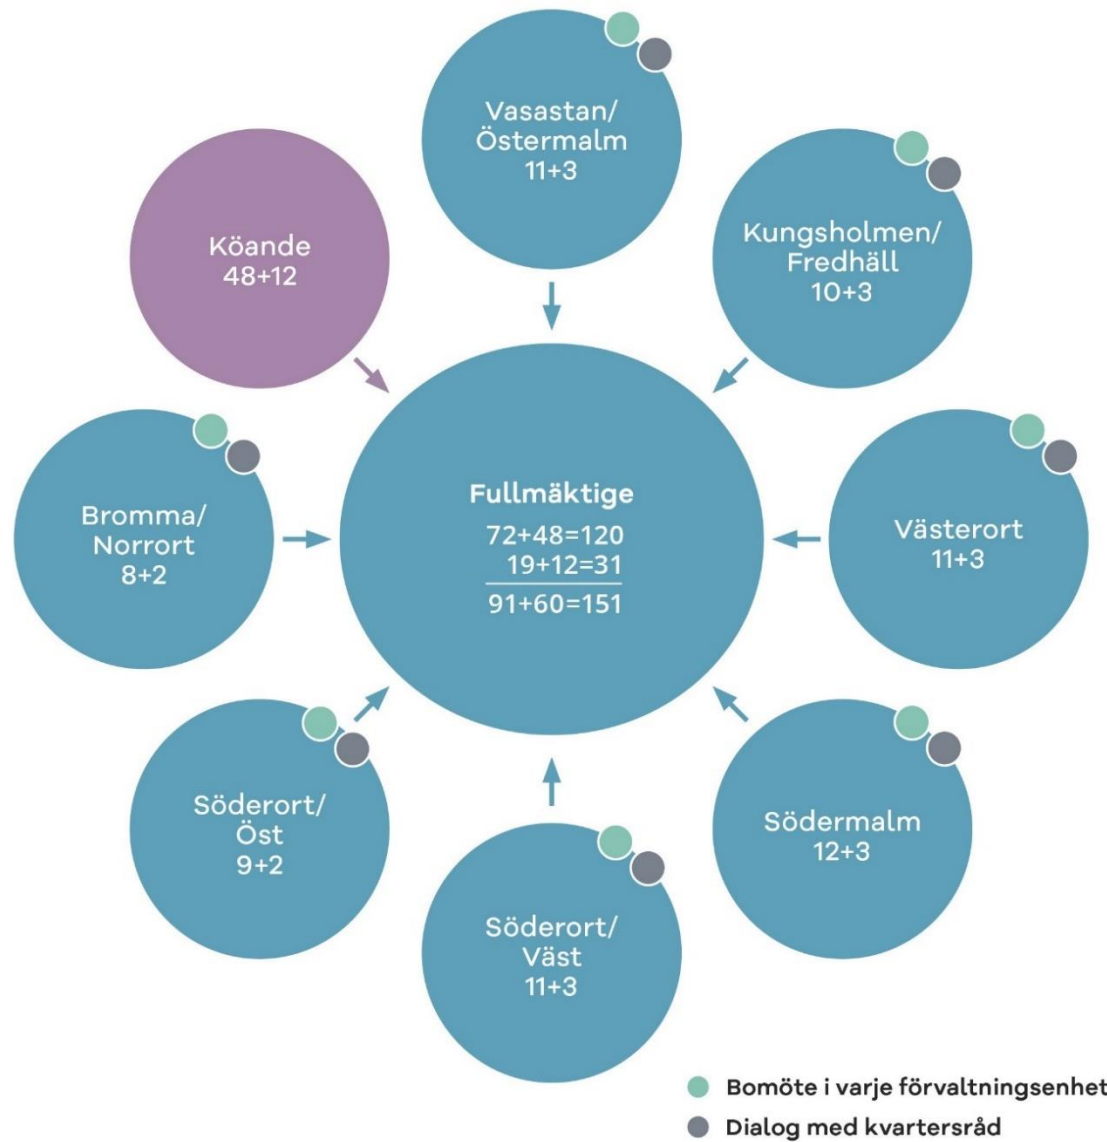 Vasastan/
Östermalm
11+3
Kungsholmen/
Fredhäll
10+3
Köande
48+12
Fullmäktige
72+48=120
19+12=31
91+60=151
Bromma/
Norrort
8+2
Västerort
11+3
Söderort/
Öst
9+2
Södermalm
12+3
Söderort/
Väst
11+3
Bomöte i varje förvaltningsenhet
Dialog med kvartersråd